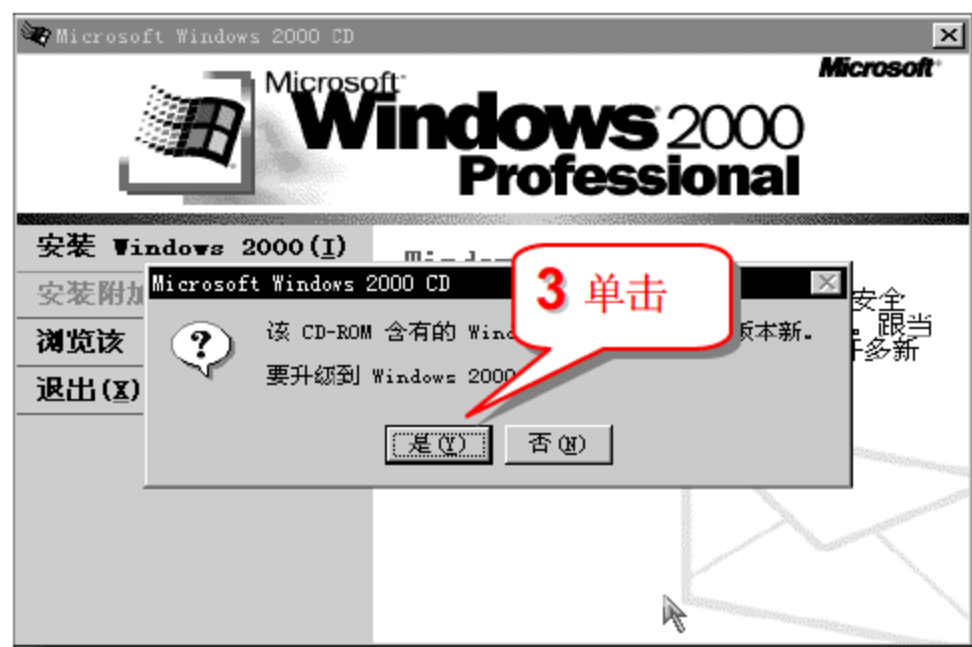 Microsoft Windows 2000 CD
Microsoft
Microsoft
Windows 2000
Professional
安装 Windows 2000(I)
安装附加
浏览该
退出(X)
安全
。跟当
多新
Microsoft Windows 2000 CD
3 单击
该 CD-ROM 含有的 Wind 版本新.
要升级到 Windows 2000
是(Y)
否(N)